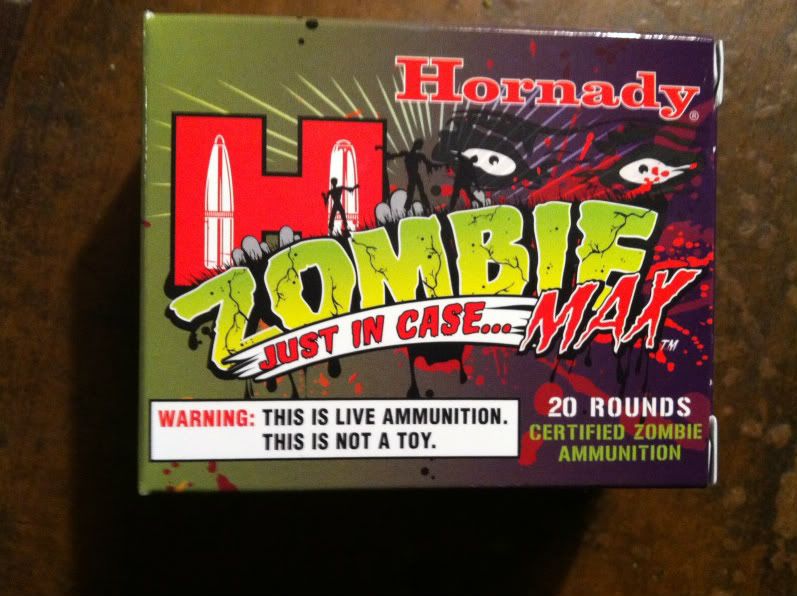 Hornady®
H
ZOMBIE
JUST IN CASE... MAX™
WARNING: THIS IS LIVE AMMUNITION.
THIS IS NOT A TOY.
20 ROUNDS
CERTIFIED ZOMBIE
AMMUNITION